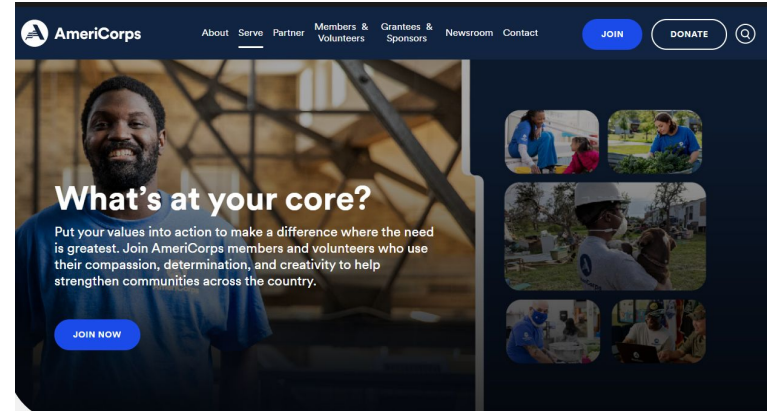 AmeriCorps
About Serve Partner Members & Volunteers Grantees & Sponsors Newsroom Contact
JOIN
DONATE
What's at your core?
Put your values into action to make a difference where the need
is greatest. Join AmeriCorps members and volunteers who use
their compassion, determination, and creativity to help
strengthen communities across the country.
JOIN NOW